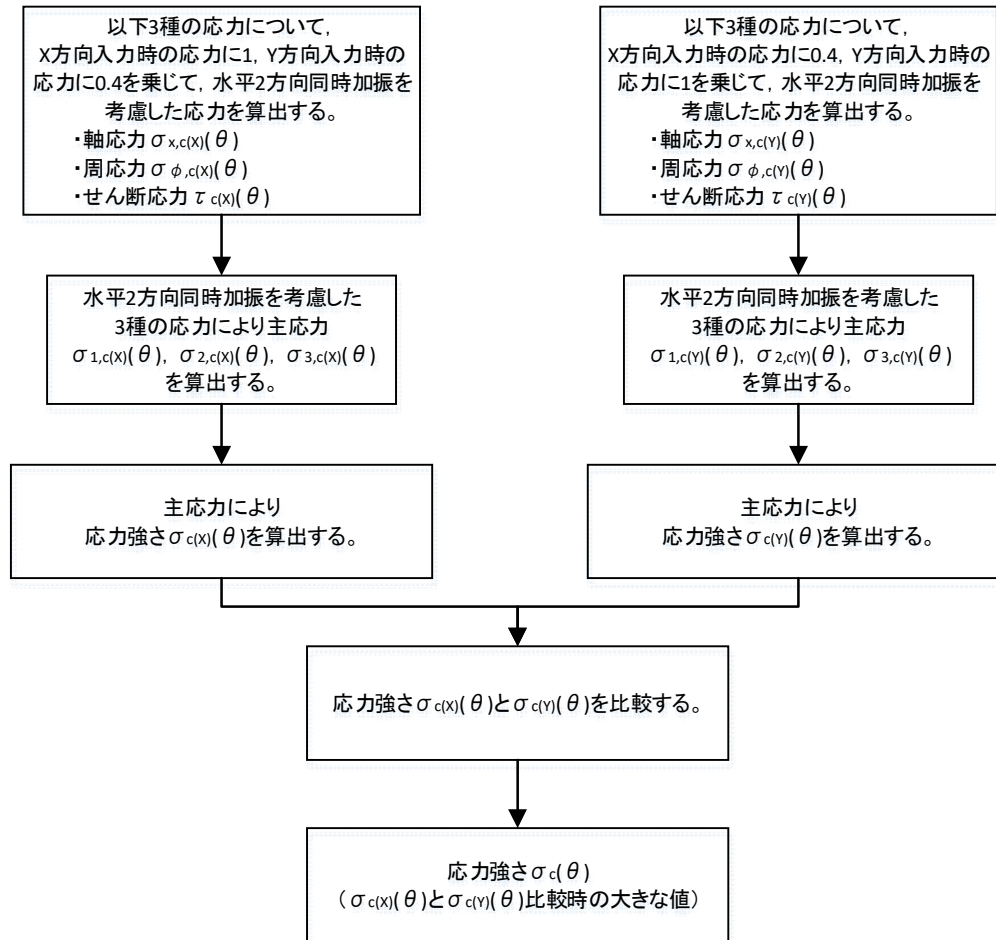 以下3種の応力について，
X方向入力時の応力に1，Y方向入力時の
応力に0.4を乗じて，水平2方向同時加振を
考慮した応力を算出する。
・軸応力σx,c(X)(θ)
・周応力σφ,c(X)(θ)
・せん断応力τc(X)(θ)
以下3種の応力について，
X方向入力時の応力に0.4，Y方向入力時の
応力に1を乗じて，水平2方向同時加振を
考慮した応力を算出する。
・軸応力σx,c(Y)(θ)
・周応力σφ,c(Y)(θ)
・せん断応力τc(Y)(θ)
水平2方向同時加振を考慮した
3種の応力により主応力
σ1,c(X)(θ)，σ2,c(X)(θ)，σ3,c(X)(θ)
を算出する。
水平2方向同時加振を考慮した
3種の応力により主応力
σ1,c(Y)(θ)，σ2,c(Y)(θ)，σ3,c(Y)(θ)
を算出する。
主応力により
応力強さσc(X)(θ)を算出する。
主応力により
応力強さσc(Y)(θ)を算出する。
応力強さσc(X)(θ)とσc(Y)(θ)を比較する。
応力強さσc(θ)
（σc(X)(θ)とσc(Y)(θ)比較時の大きな値）